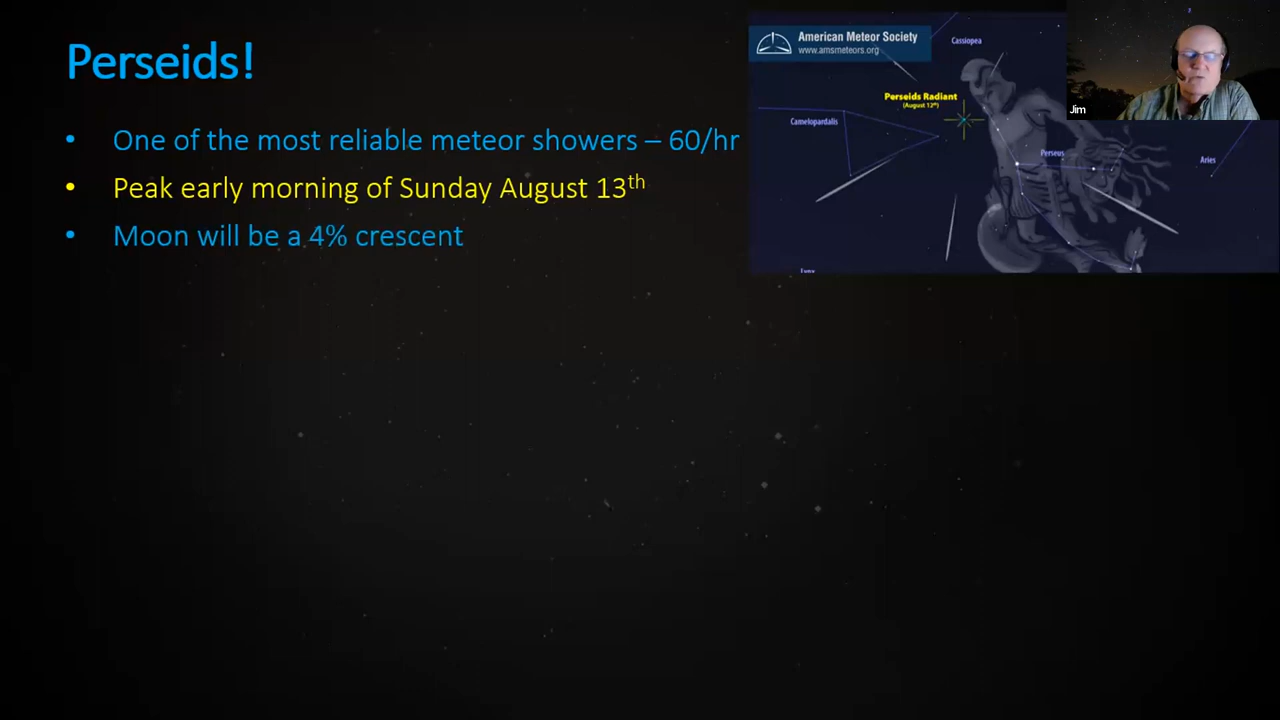 Perseids!
• One of the most reliable meteor showers – 60/hr
• Peak early morning of Sunday August 13th
• Moon will be a 4% crescent
American Meteor Society
www.amsmeteors.org
Cassiopea
Perseids Radiant
(August 12th)
Camelopardalis
Perseus
Aries
Jim